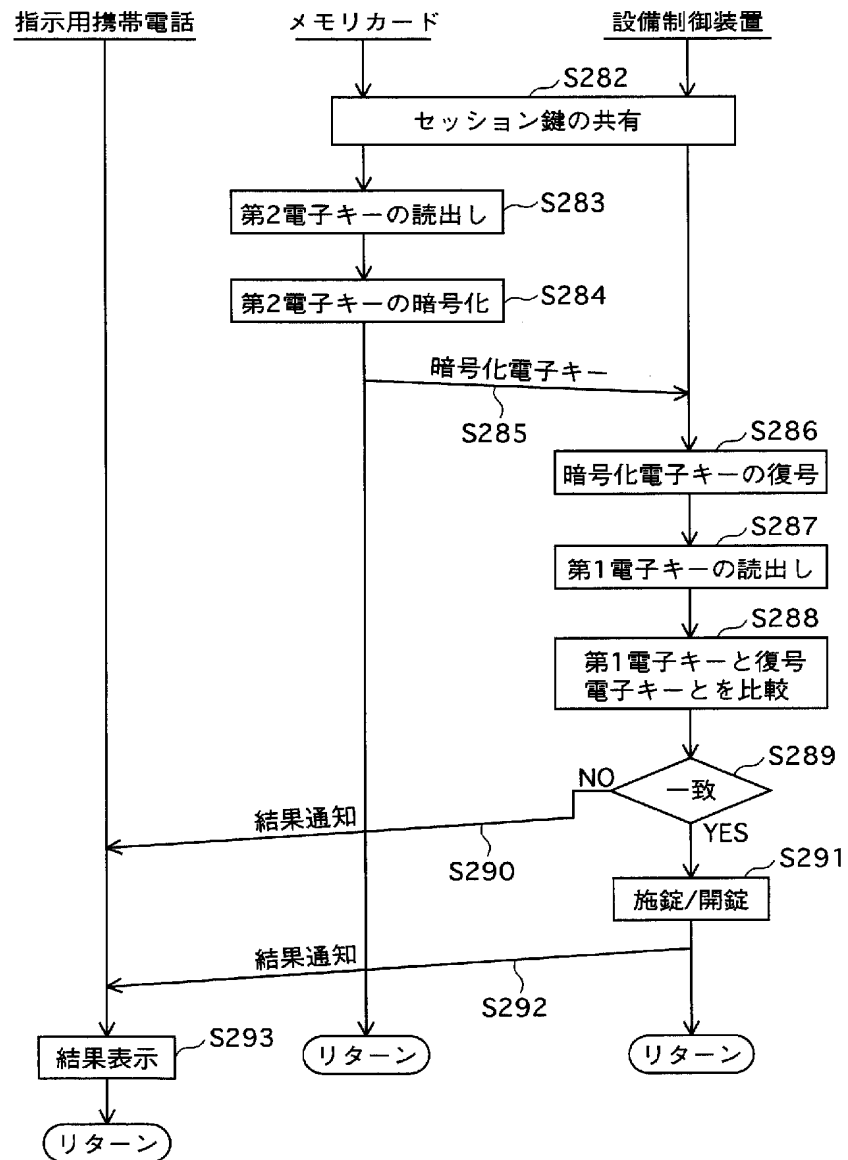 指示用携帯電話
メモリカード
設備制御装置
S282
セッション鍵の共有
第2電子キーの読出し
S283
第2電子キーの暗号化
S284
暗号化電子キー
S285
S286
暗号化電子キーの復号
S287
第1電子キーの読出し
S288
第1電子キーと復号
電子キーとを比較
S289
一致
NO
YES
結果通知
S290
S291
施錠/開錠
結果通知
S292
結果表示
S293
リターン
リターン
リターン